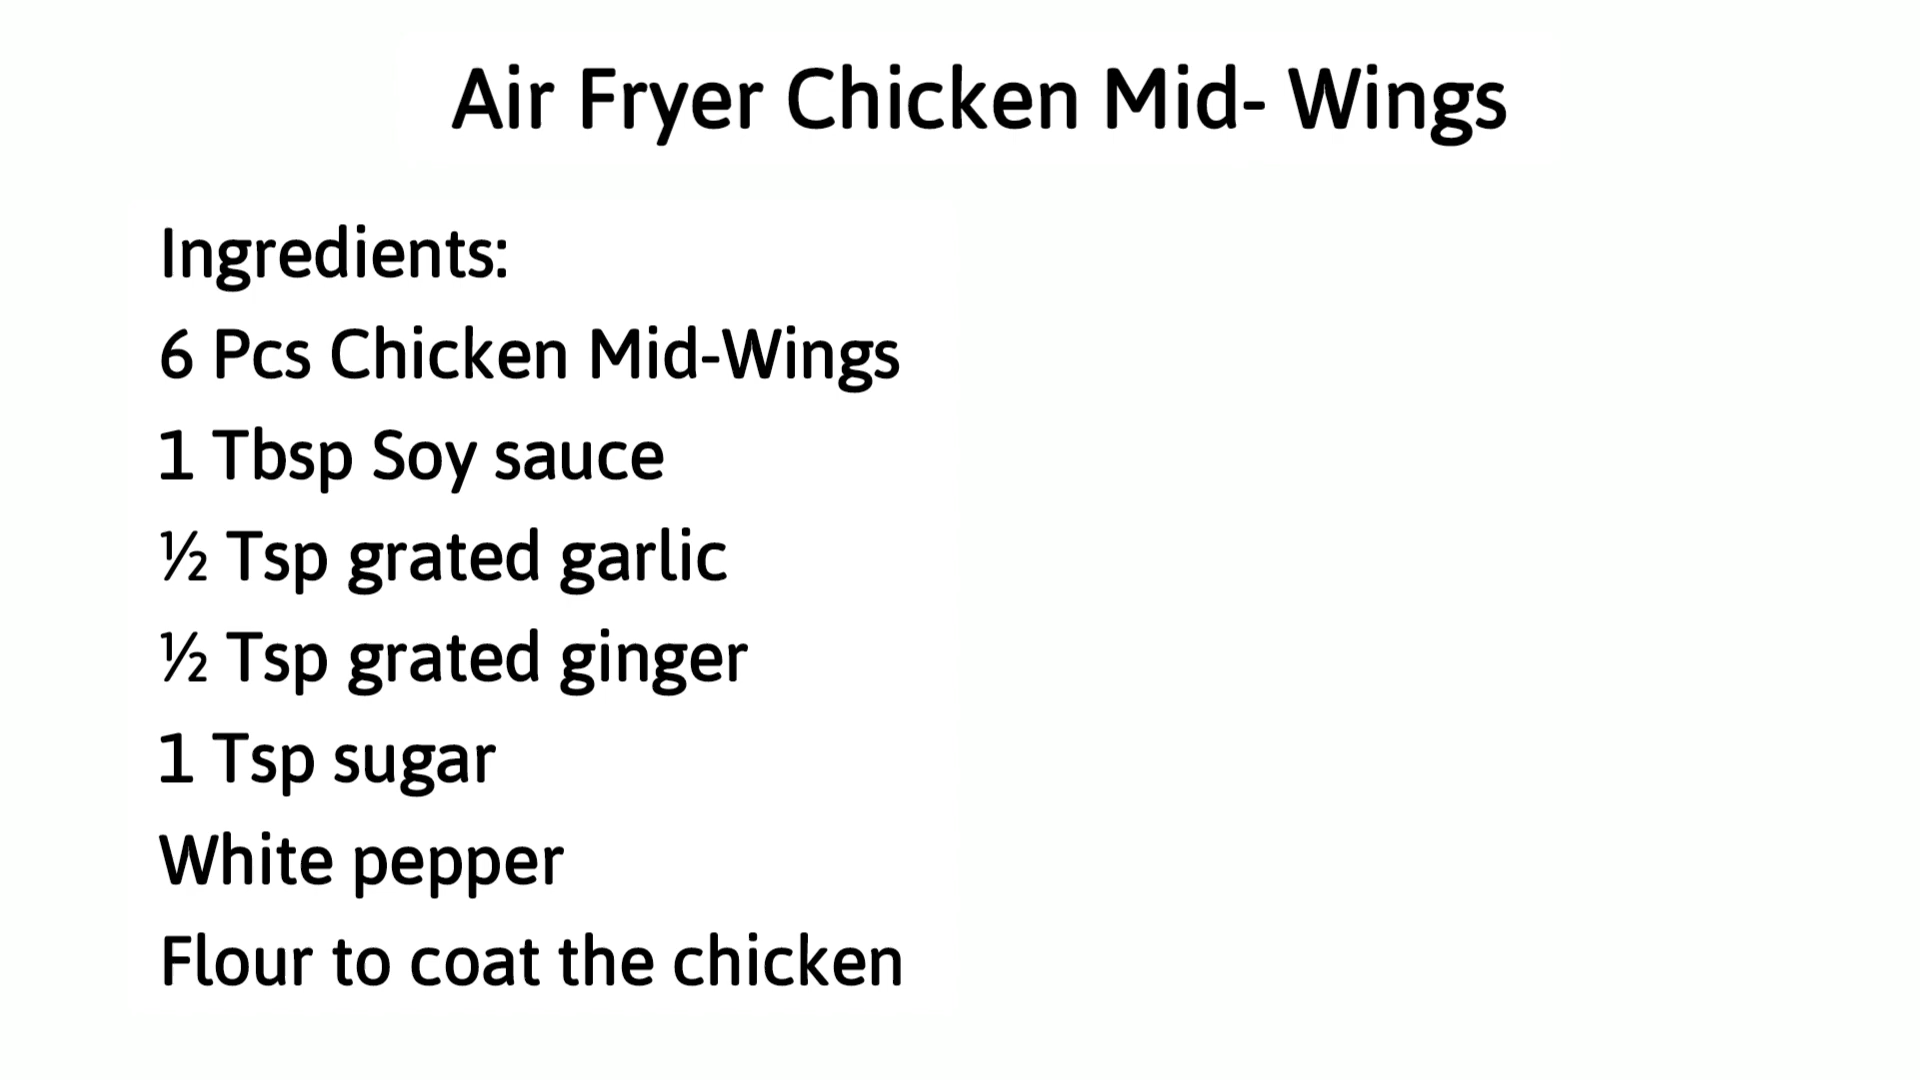 Air Fryer Chicken Mid- Wings
Ingredients:
6 Pcs Chicken Mid-Wings
1 Tbsp Soy sauce
½ Tsp grated garlic
½ Tsp grated ginger
1 Tsp sugar
White pepper
Flour to coat the chicken